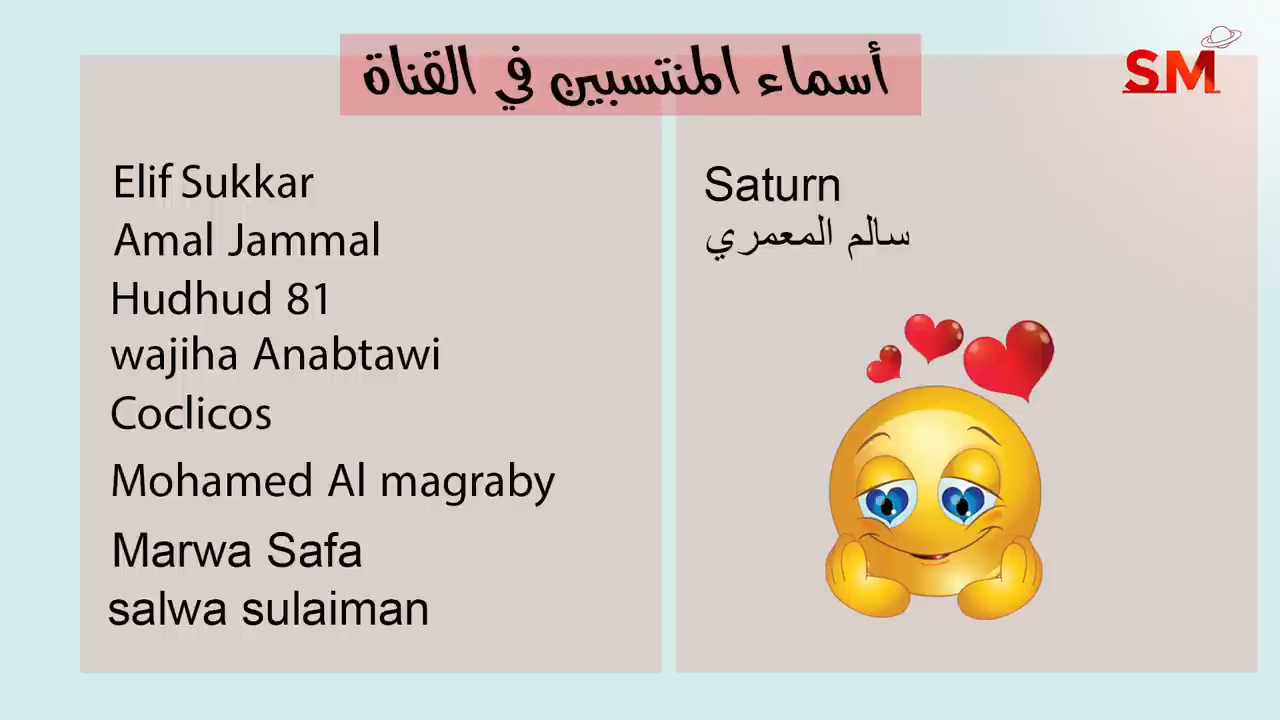 أسماء المنتسبين في القناة
SM
Elif Sukkar
Amal Jammal
Hudhud 81
wajiha Anabtawi
Coclicos
Mohamed Al magraby
Marwa Safa
salwa sulaiman
Saturn
سالم المعمري